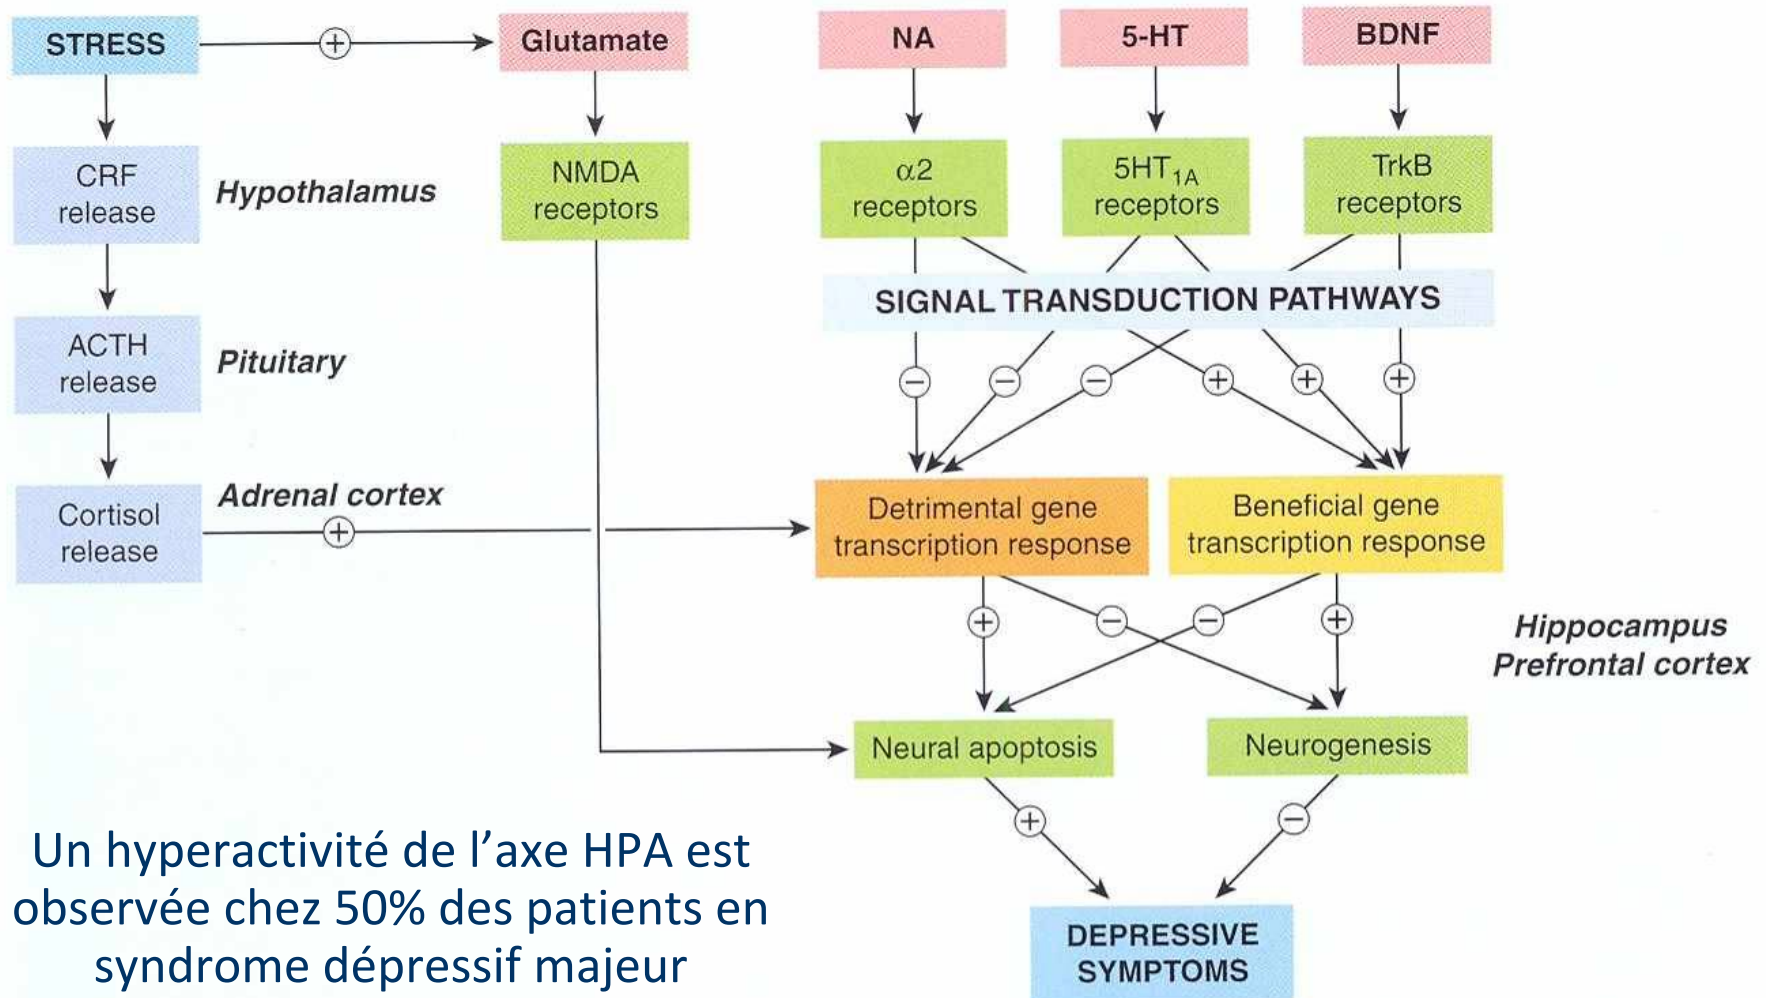 STRESS
+
Glutamate
NA
5-HT
BDNF
CRF
release
Hypothalamus
NMDA
receptors
α2
receptors
5HT1A
receptors
TrkB
receptors
SIGNAL TRANSDUCTION PATHWAYS
ACTH
release
Pituitary
−
−
−
+
+
+
Cortisol
release
Adrenal cortex
+
Detrimental gene
transcription response
Beneficial gene
transcription response
+
−
−
+
Hippocampus
Prefrontal cortex
Neural apoptosis
Neurogenesis
+
−
DEPRESSIVE
SYMPTOMS
Un hyperactivité de l’axe HPA est
observée chez 50% des patients en
syndrome dépressif majeur